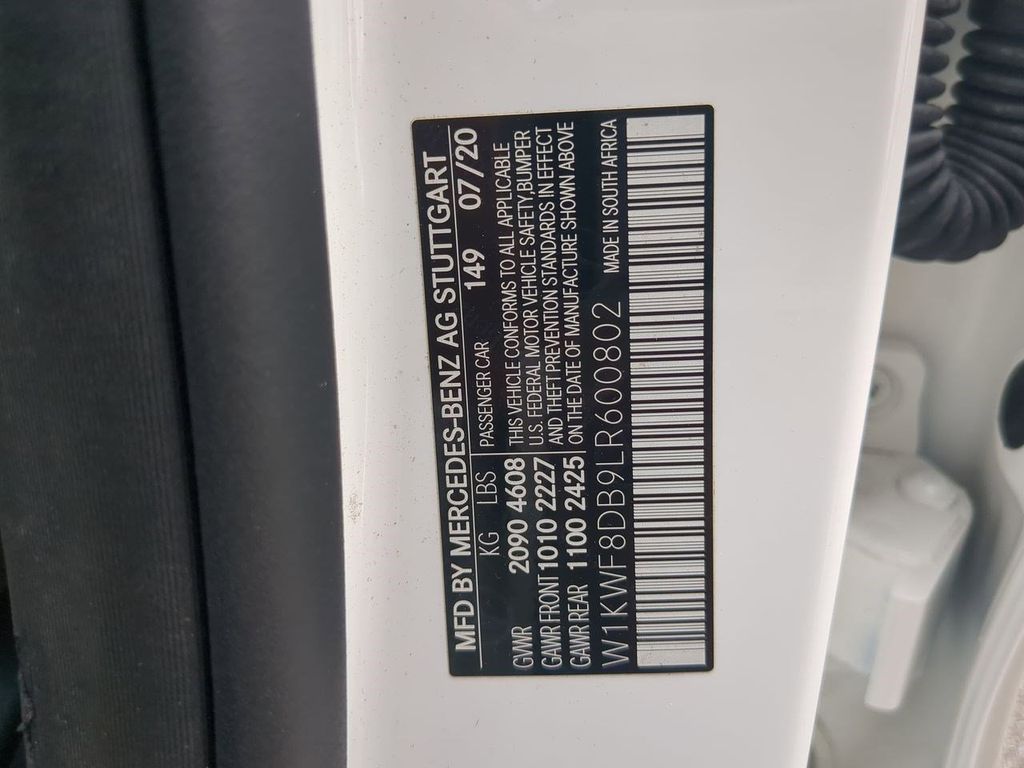 MFD BY MERCEDES-BENZ AG STUTTGART
KG LBS PASSENGER CAR 149 07/20
GVWR 2090 4608 THIS VEHICLE CONFORMS TO ALL APPLICABLE
GAWR FRONT 1010 2227 U.S. FEDERAL MOTOR VEHICLE SAFETY,BUMPER
GAWR REAR 1100 2425 AND THEFT PREVENTION STANDARDS IN EFFECT
ON THE DATE OF MANUFACTURE SHOWN ABOVE
W1KWF8DB9LR600802 MADE IN SOUTH AFRICA